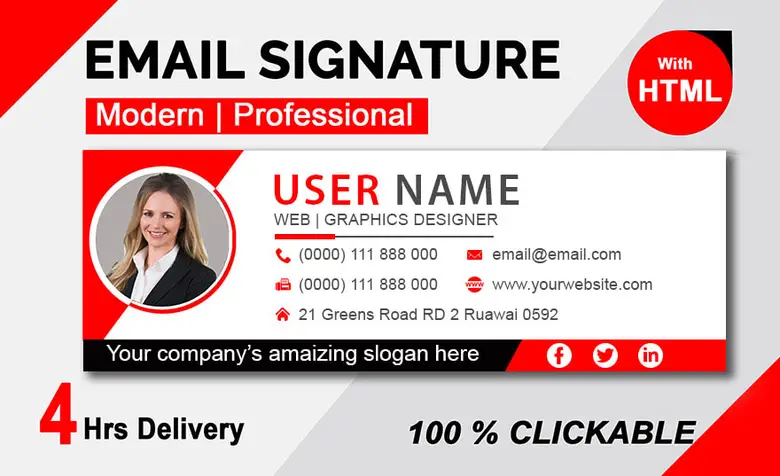 EMAIL SIGNATURE
With
HTML
Modern | Professional
USER NAME
WEB | GRAPHICS DESIGNER
(0000) 111 888 000
email@email.com
(0000) 111 888 000
www.yourwebsite.com
21 Greens Road RD 2 Ruawai 0592
Your company's amaizing slogan here
4 Hrs Delivery
100 % CLICKABLE